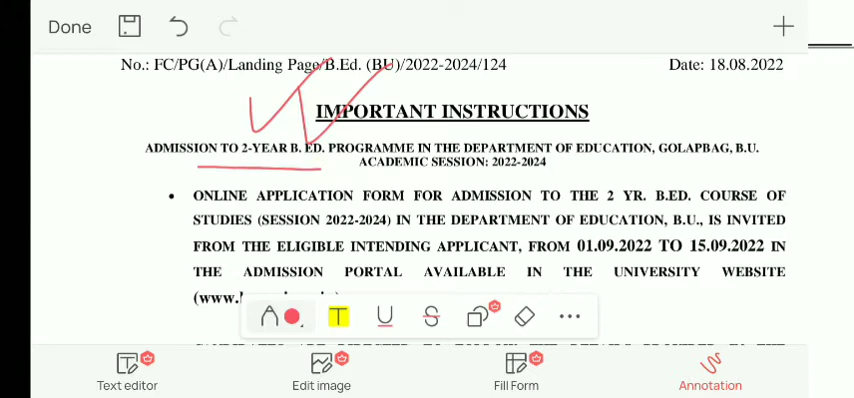 Done
No.: FC/PG(A)/Landing Page/B.Ed. (BU)/2022-2024/124 Date: 18.08.2022
IMPORTANT INSTRUCTIONS
ADMISSION TO 2-YEAR B. ED. PROGRAMME IN THE DEPARTMENT OF EDUCATION, GOLAPBAG, B.U.
ACADEMIC SESSION: 2022-2024
• ONLINE APPLICATION FORM FOR ADMISSION TO THE 2 YR. B.ED. COURSE OF
STUDIES (SESSION 2022-2024) IN THE DEPARTMENT OF EDUCATION, B.U., IS INVITED
FROM THE ELIGIBLE INTENDING APPLICANT, FROM 01.09.2022 TO 15.09.2022 IN
THE ADMISSION PORTAL AVAILABLE IN THE UNIVERSITY WEBSITE
(www.
T U S
Text editor Edit image Fill Form Annotation